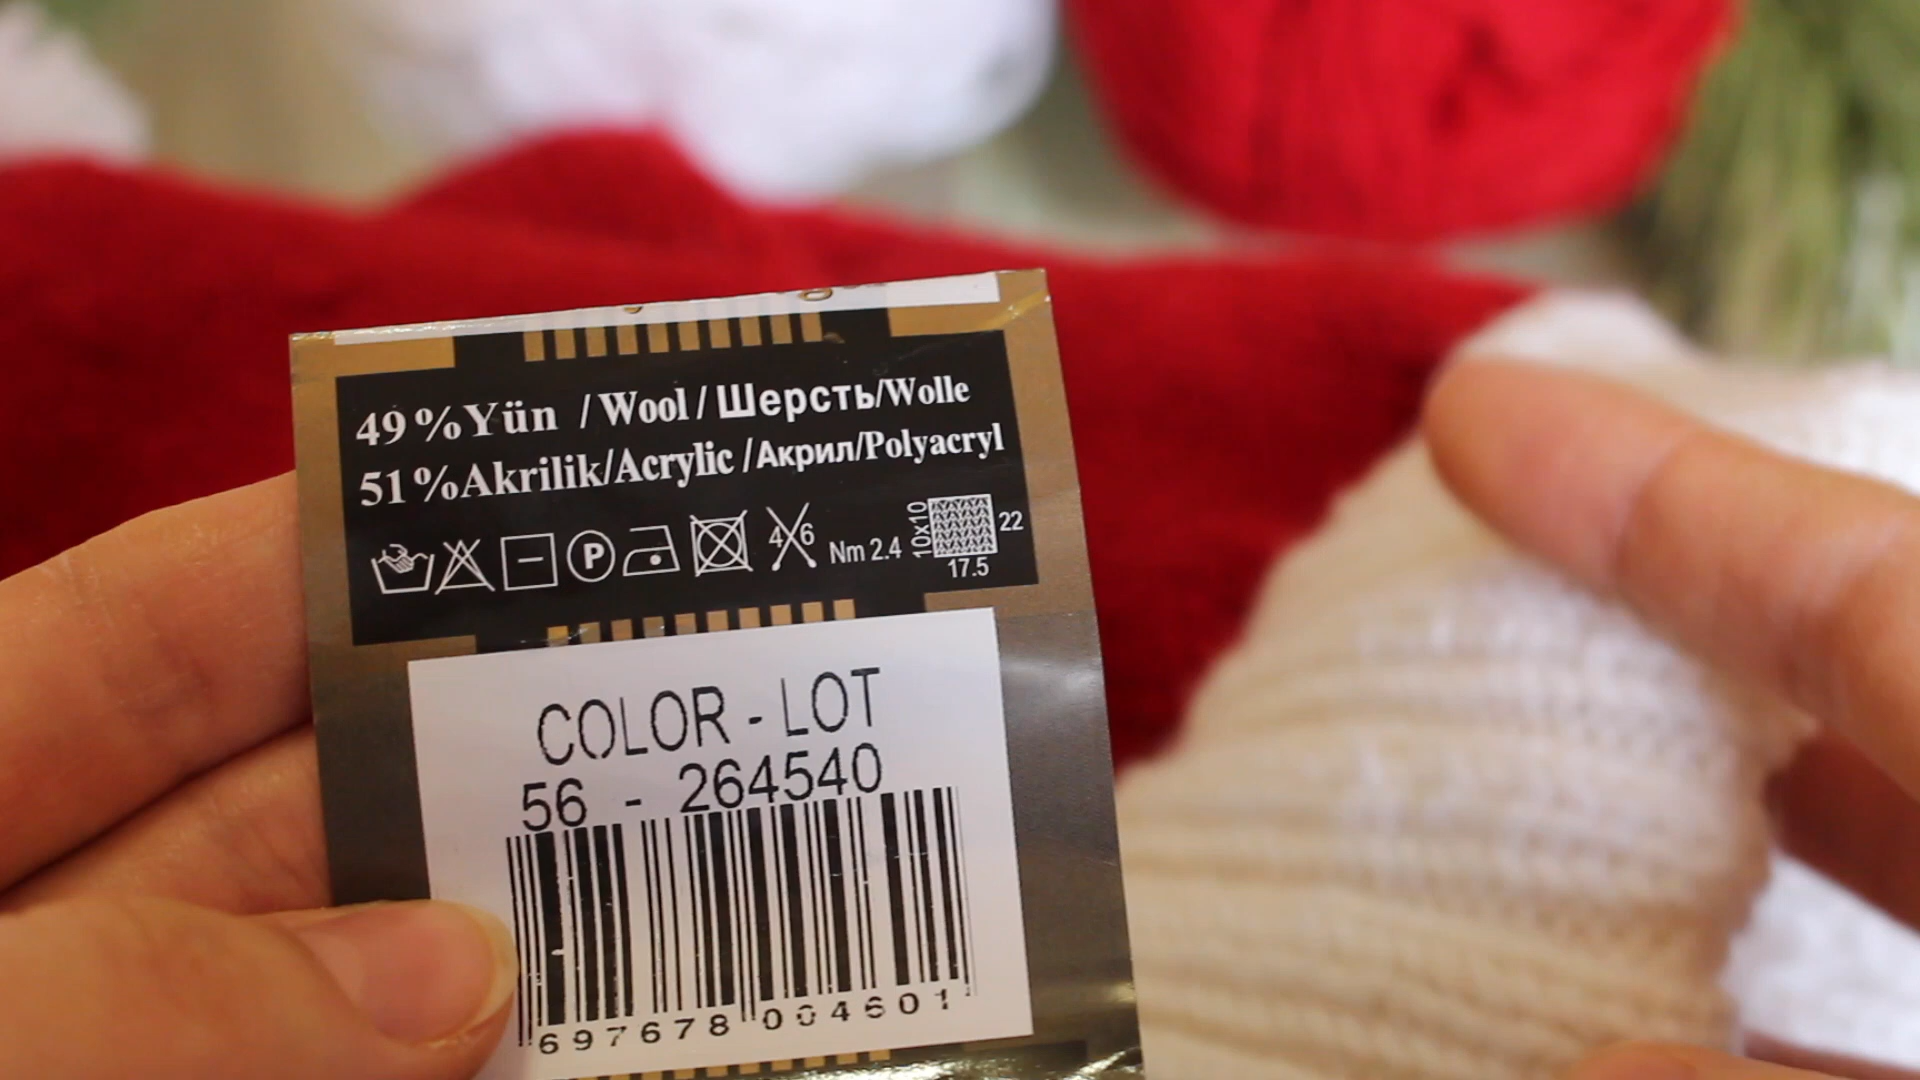 49%Yün / Wool / Шерсть/Wolle
51%Akrilik/Acrylic /Акрил/Polyacryl
P 4 6 Nm 2.4 10x10 22
17.5
COLOR - LOT
56 - 264540
697678 004601